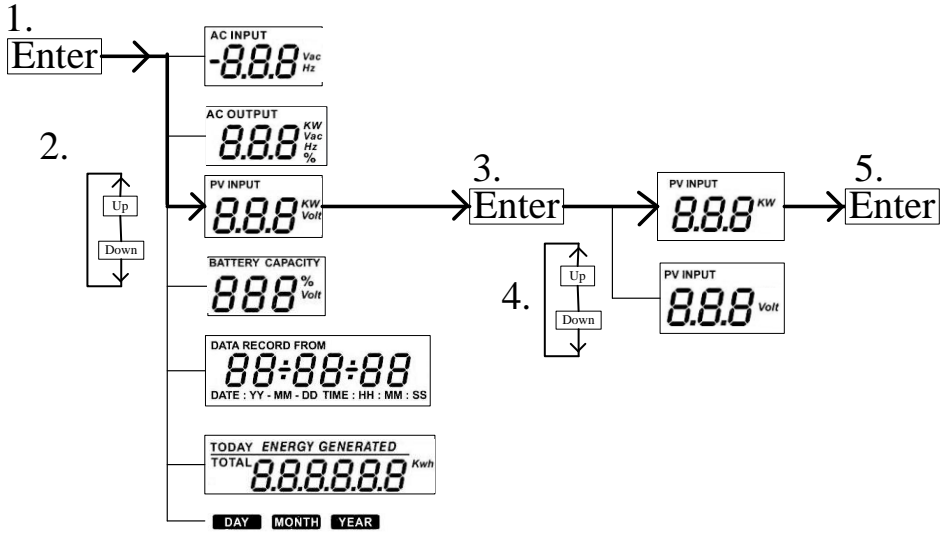 1.
Enter
AC INPUT
-8.8.8 Vac
Hz
AC OUTPUT
8.8.8 KW
Vac
Hz
%
2.
Up
Down
PV INPUT
8.8.8 KW
Volt
3.
Enter
4.
Up
Down
PV INPUT
8.8.8 KW
PV INPUT
8.8.8 Volt
5.
Enter
BATTERY CAPACITY
888 %
Volt
DATA RECORD FROM
88:88:88
DATE : YY - MM - DD TIME : HH : MM : SS
TODAY ENERGY GENERATED
TOTAL 8.8.8.8.8.8 Kwh
DAY MONTH YEAR